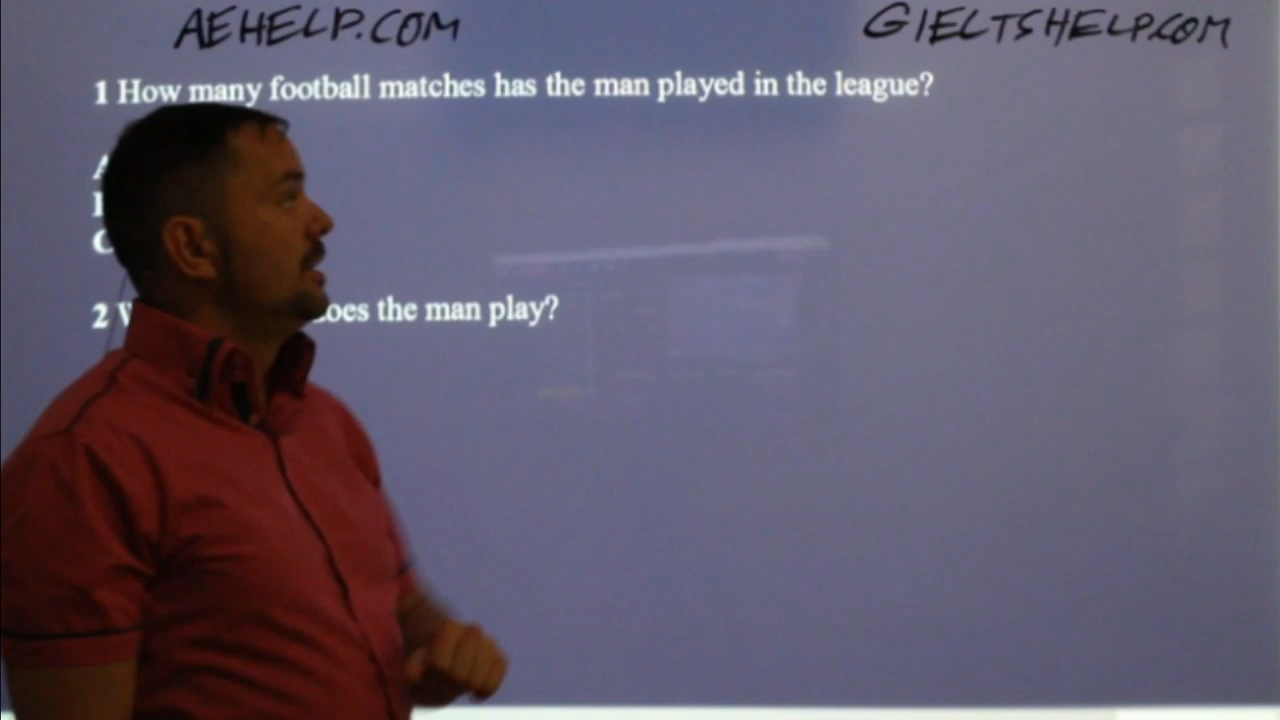 AEHELP.COM
GIELTSHELP.COM
1 How many football matches has the man played in the league?
A
C
2 the man play?